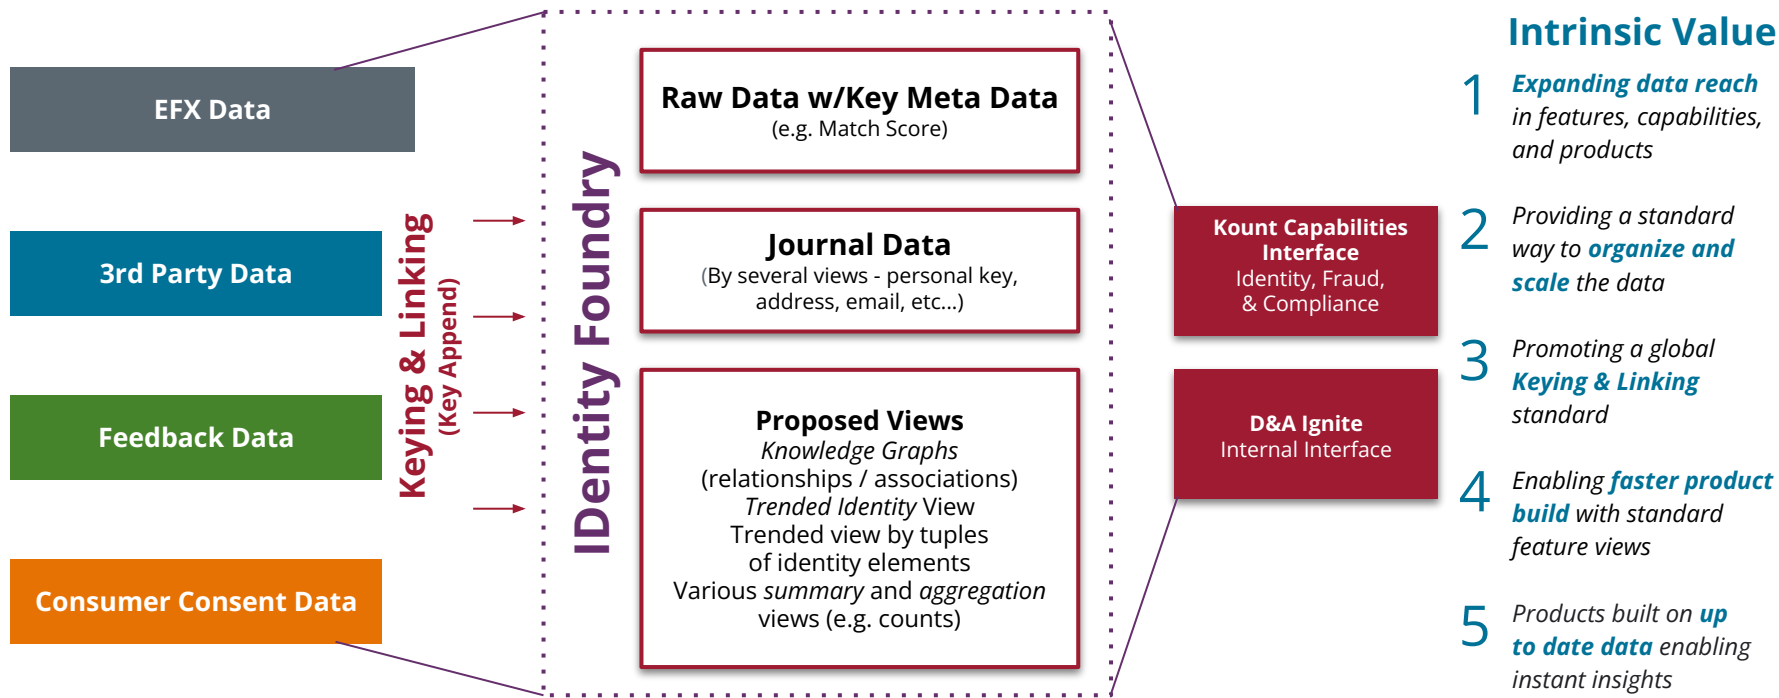 EFX Data
3rd Party Data
Feedback Data
Consumer Consent Data
Keying & Linking
(Key Append)
IDentity Foundry
Raw Data w/Key Meta Data
(e.g. Match Score)
Journal Data
(By several views - personal key,
address, email, etc...)
Proposed Views
Knowledge Graphs
(relationships / associations)
Trended Identity View
Trended view by tuples
of identity elements
Various summary and aggregation
views (e.g. counts)
Kount Capabilities
Interface
Identity, Fraud,
& Compliance
D&A Ignite
Internal Interface
Intrinsic Value
1 Expanding data reach
in features, capabilities,
and products
2 Providing a standard
way to organize and
scale the data
3 Promoting a global
Keying & Linking
standard
4 Enabling faster product
build with standard
feature views
5 Products built on up
to date data enabling
instant insights